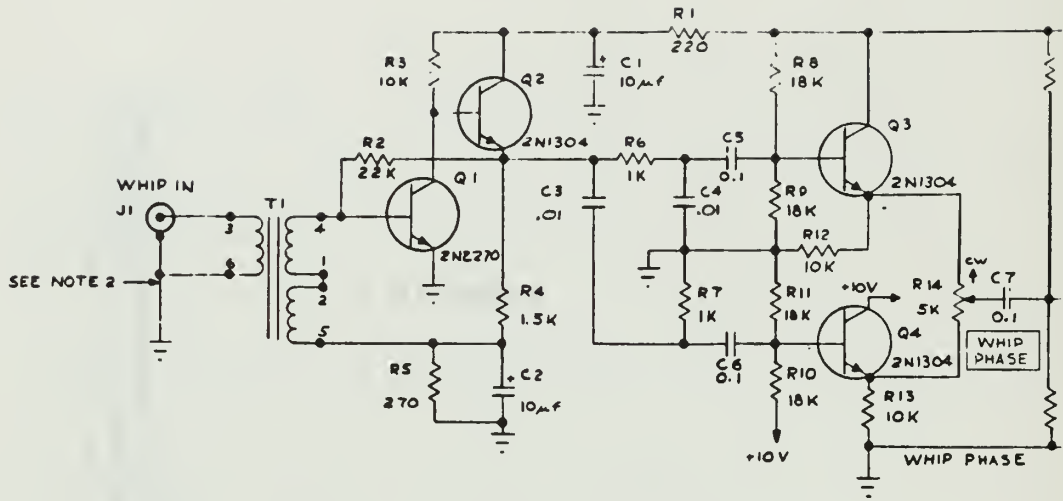 R1
220
R3
10K
C1
10μf
R8
18K
Q2
2N1304
Q3
2N1304
R2
22K
Q1
2N2270
R6
1K
C5
0.1
C3
.01
C4
.01
R9
18K
R12
10K
WHIP IN
J1
T1
3
4
6
1
2
5
SEE NOTE 2
R4
1.5K
R7
1K
R11
18K
+10V
CW
R14
5K
C7
0.1
WHIP
PHASE
Q4
2N1304
C6
0.1
R5
270
C2
10μf
R10
18K
R13
10K
+10V
WHIP PHASE
+
+